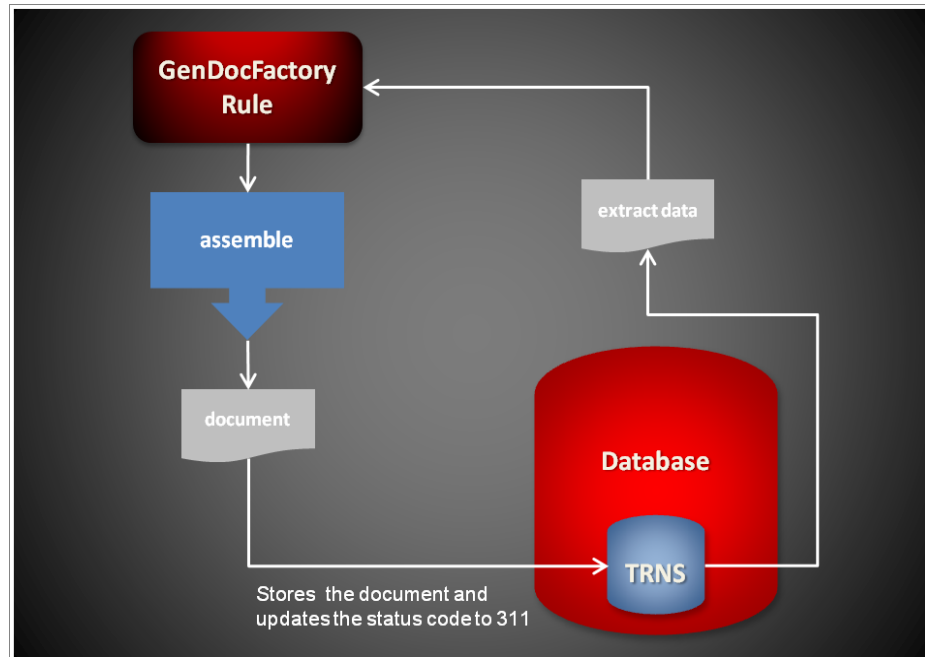 GenDocFactory
Rule
extract data
assemble
document
Database
TRNS
Stores the document and
updates the status code to 311